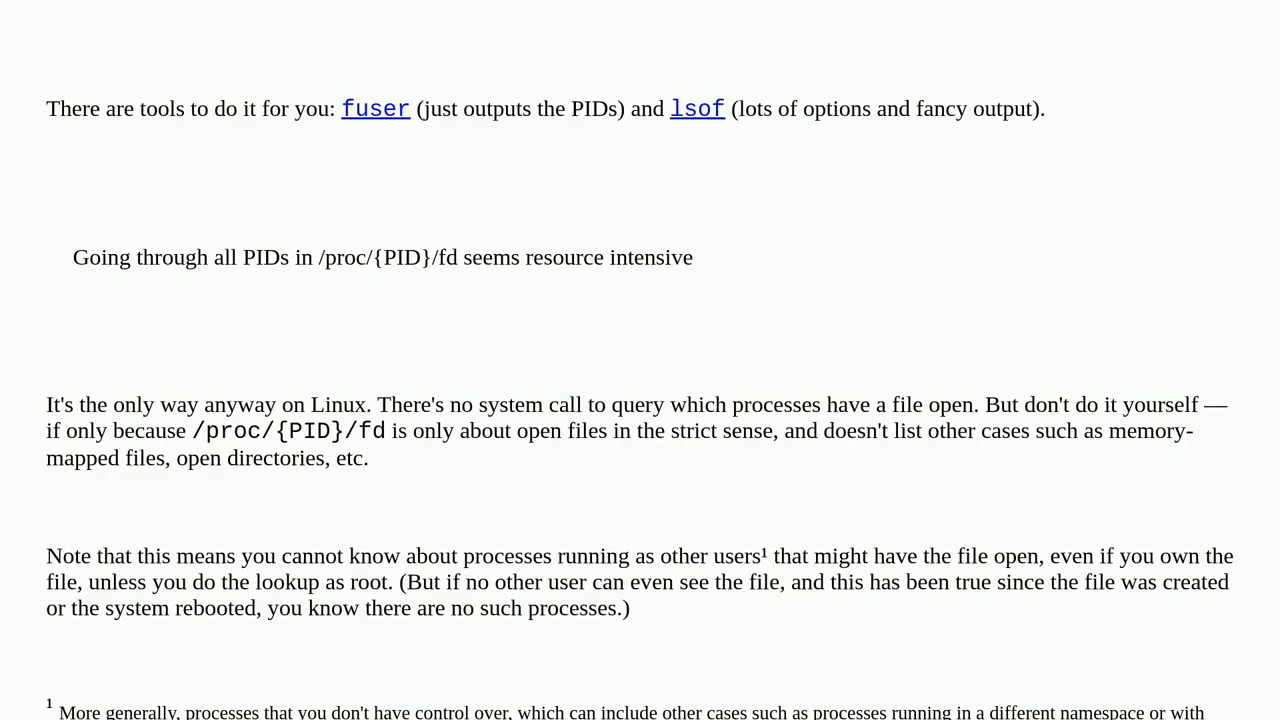 There are tools to do it for you: fuser (just outputs the PIDs) and lsof (lots of options and fancy output).
Going through all PIDs in /proc/{PID}/fd seems resource intensive
It's the only way anyway on Linux. There's no system call to query which processes have a file open. But don't do it yourself —
if only because /proc/{PID}/fd is only about open files in the strict sense, and doesn't list other cases such as memory-
mapped files, open directories, etc.
Note that this means you cannot know about processes running as other users¹ that might have the file open, even if you own the
file, unless you do the lookup as root. (But if no other user can even see the file, and this has been true since the file was created
or the system rebooted, you know there are no such processes.)
¹ More generally, processes that you don't have control over, which can include other cases such as processes running in a different namespace or with